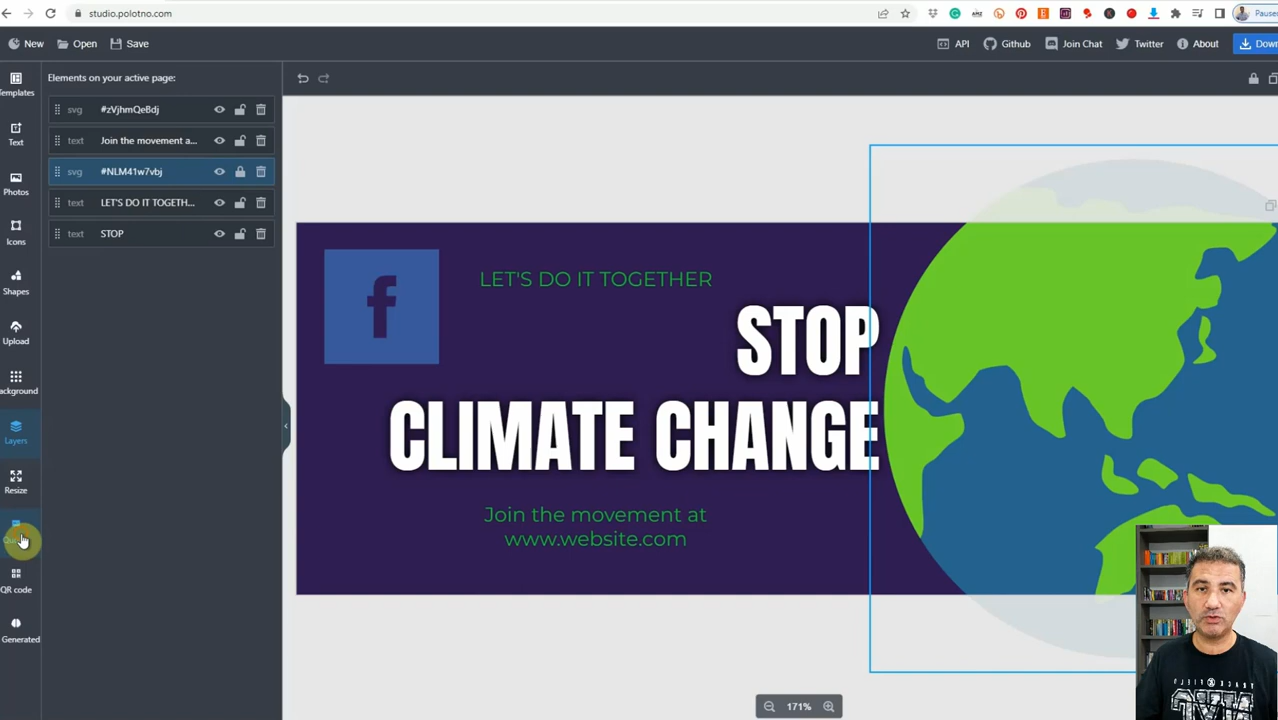 studio.polotno.com
Paused
New
Open
Save
API
Github
Join Chat
Twitter
About
Down
Elements on your active page:
Templates
Text
Photos
Icons
Shapes
Upload
ackground
Layers
Resize
QR code
Generated
svg #zVjhmQeBdj
text Join the movement a...
svg #NLM41w7vbj
text LET'S DO IT TOGETH...
text STOP
f
LET'S DO IT TOGETHER
STOP
CLIMATE CHANGE
Join the movement at
www.website.com
171%